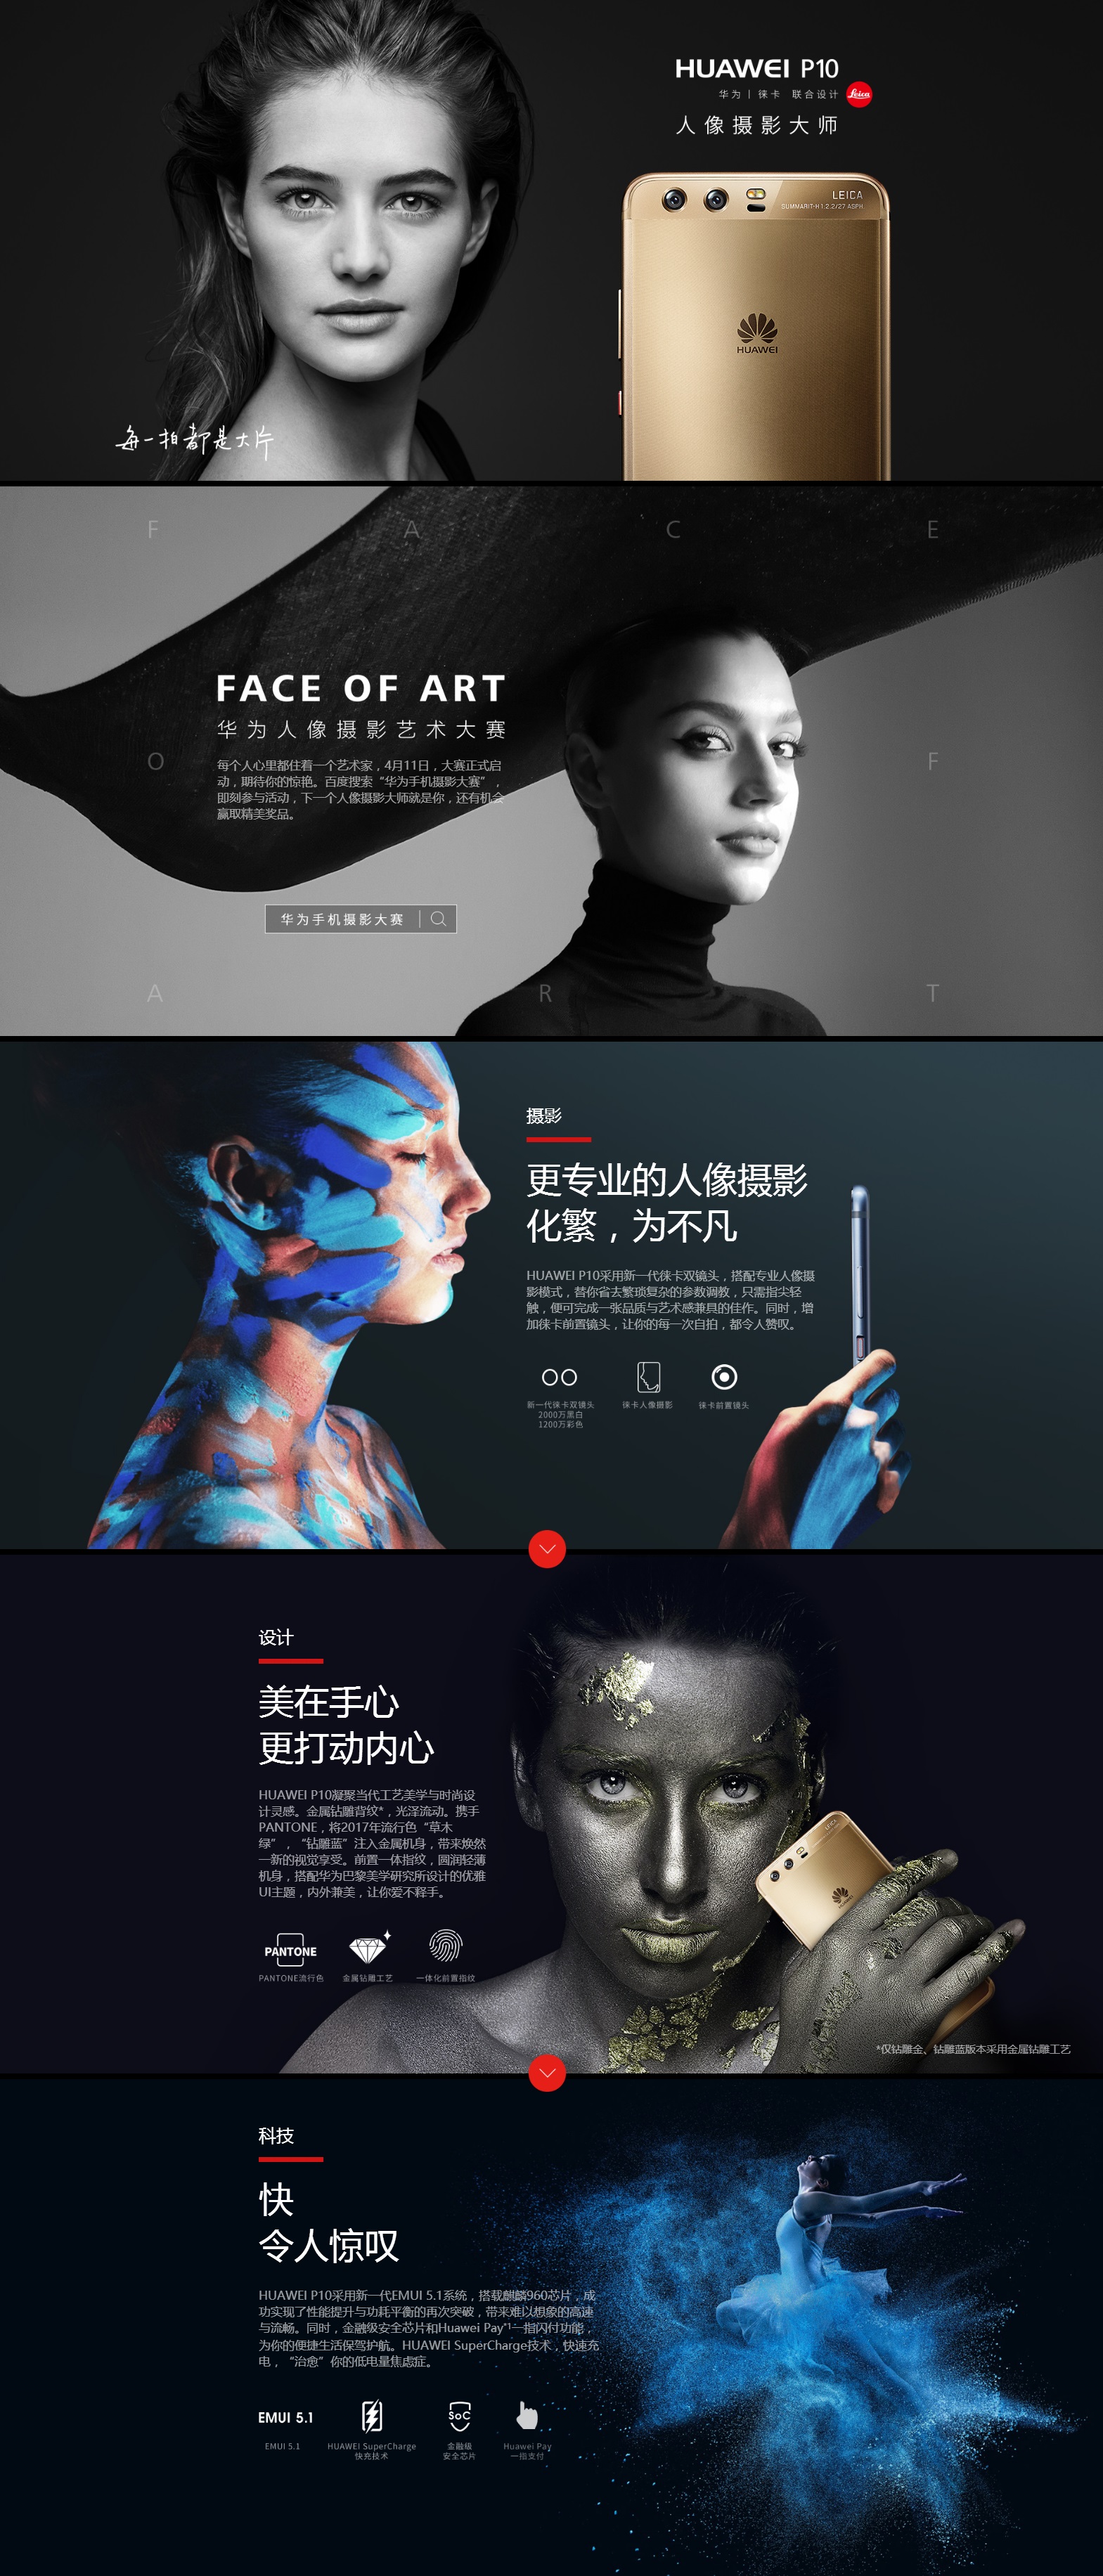 HUAWEI P10
华为 | 徕卡 联合设计 Leica
人像摄影大师
LEICA
SUMMARIT-H 1:2.2/27 ASPH
HUAWEI
每一拍都是大片
F A C E
FACE OF ART
华为人像摄影艺术大赛
O F
每个人心里都住着一个艺术家，4月11日，大赛正式启
动，期待你的惊艳。百度搜索“华为手机摄影大赛”，
即刻参与活动，下一个人像摄影大师就是你，还有机会
赢取精美奖品。
华为手机摄影大赛
A R T
摄影
更专业的人像摄影
化繁，为不凡
HUAWEI P10采用新一代徕卡双镜头，搭配专业人像摄
影模式，替你省去繁琐复杂的参数调教，只需指尖轻
触，便可完成一张品质与艺术感兼具的佳作。同时，增
加徕卡前置镜头，让你的每一次自拍，都令人赞叹。
新一代徕卡双镜头
2000万黑白
1200万彩色
徕卡人像摄影
徕卡前置镜头
设计
美在手心
更打动内心
HUAWEI P10凝聚当代工艺美学与时尚设
计灵感。金属钻雕背纹*，光泽流动。携手
PANTONE，将2017年流行色“草木
绿”，“钻雕蓝”注入金属机身，带来焕然
一新的视觉享受。前置一体指纹，圆润轻薄
机身，搭配华为巴黎美学研究所设计的优雅
UI主题，内外兼美，让你爱不释手。
LEICA
HUAWEI
PANTONE
PANTONE流行色
金属钻雕工艺
一体化前置指纹
*仅钻雕金、钻雕蓝版本采用金属钻雕工艺
科技
快
令人惊叹
HUAWEI P10采用新一代EMUI 5.1系统，搭载麒麟960芯片，成
功实现了性能提升与功耗平衡的再次突破，带来难以想象的高速
与流畅。同时，金融级安全芯片和Huawei Pay*¹一指闪付功能，
为你的便捷生活保驾护航。HUAWEI SuperCharge技术，快速充
电，“治愈”你的低电量焦虑症。
EMUI 5.1
SoC
EMUI 5.1
HUAWEI SuperCharge
快充技术
金融级
安全芯片
Huawei Pay
一指支付